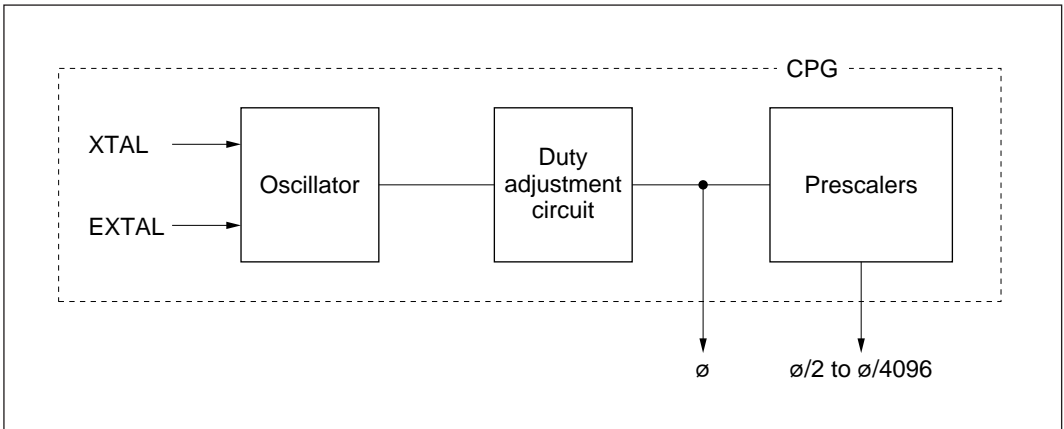 CPG
XTAL
EXTAL
Oscillator
Duty
adjustment
circuit
Prescalers
ø
ø/2 to ø/4096